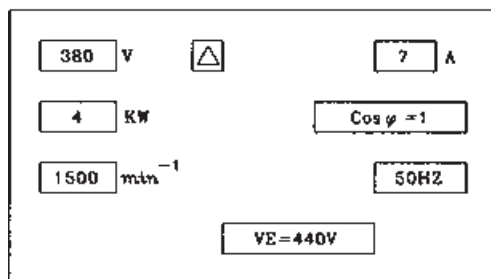 380 V △ 7 A
4 KW Cos φ =1
1500 min⁻¹ 50HZ
VE=440V